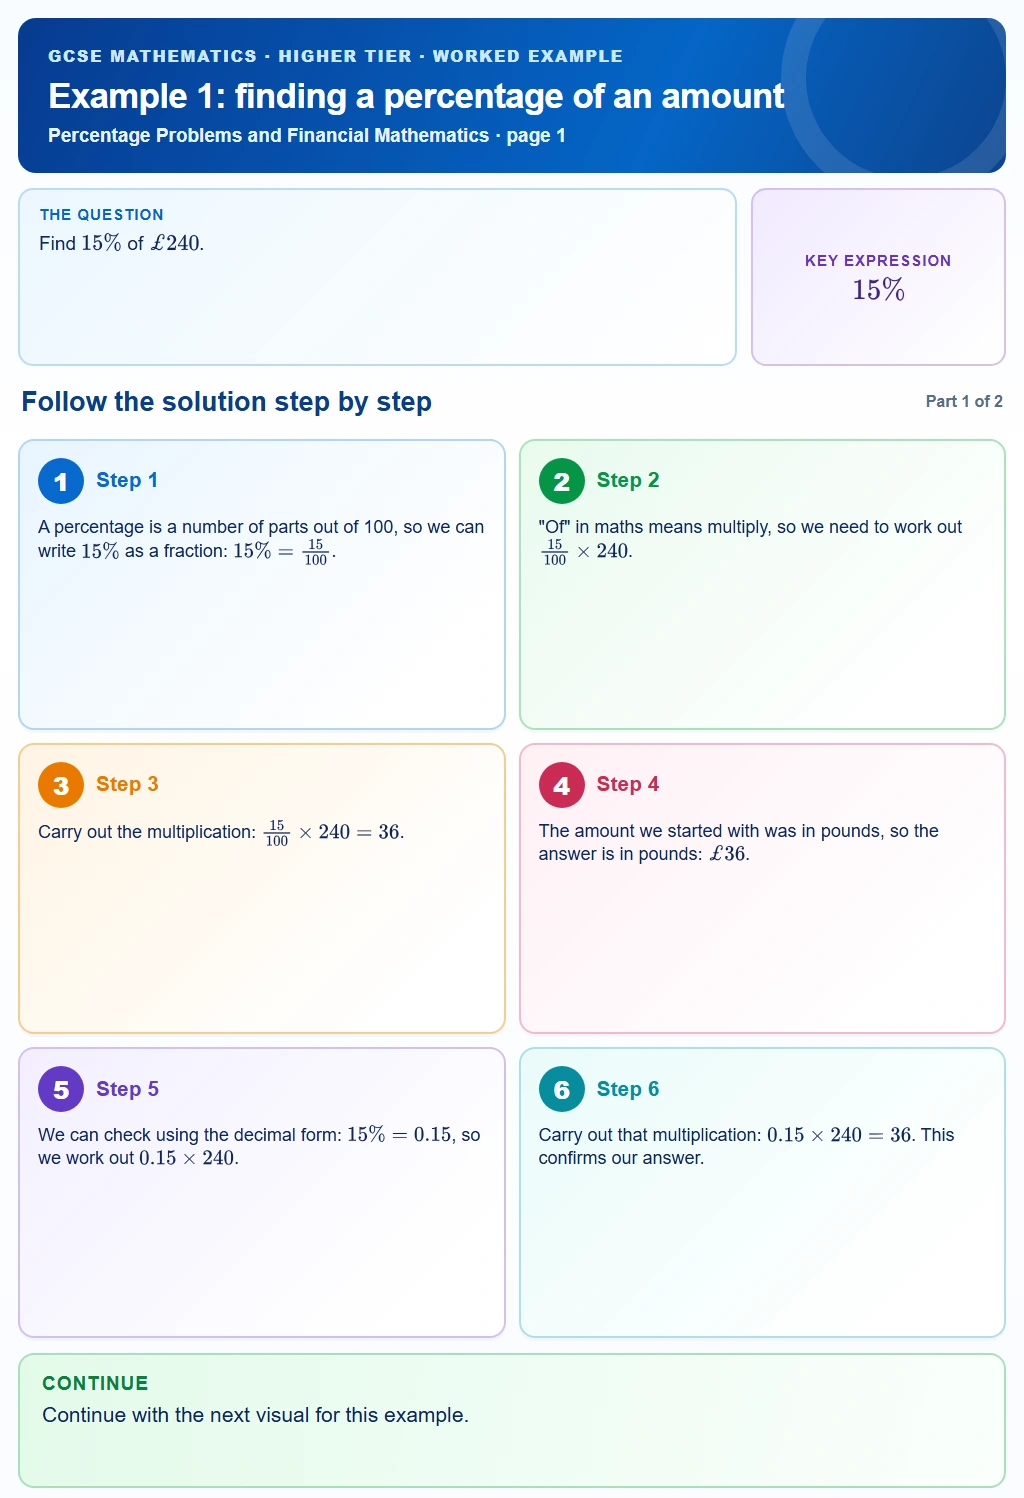 GCSE MATHEMATICS · HIGHER TIER · WORKED EXAMPLE
Example 1: finding a percentage of an amount
Percentage Problems and Financial Mathematics · page 1
THE QUESTION
Find 15% of £240.
KEY EXPRESSION
15%
Follow the solution step by step
Part 1 of 2
1 Step 1
A percentage is a number of parts out of 100, so we can
write 15% as a fraction: 15% = 15/100.
2 Step 2
"Of" in maths means multiply, so we need to work out
15/100 × 240.
3 Step 3
Carry out the multiplication: 15/100 × 240 = 36.
4 Step 4
The amount we started with was in pounds, so the
answer is in pounds: £36.
5 Step 5
We can check using the decimal form: 15% = 0.15, so
we work out 0.15 × 240.
6 Step 6
Carry out that multiplication: 0.15 × 240 = 36. This
confirms our answer.
CONTINUE
Continue with the next visual for this example.